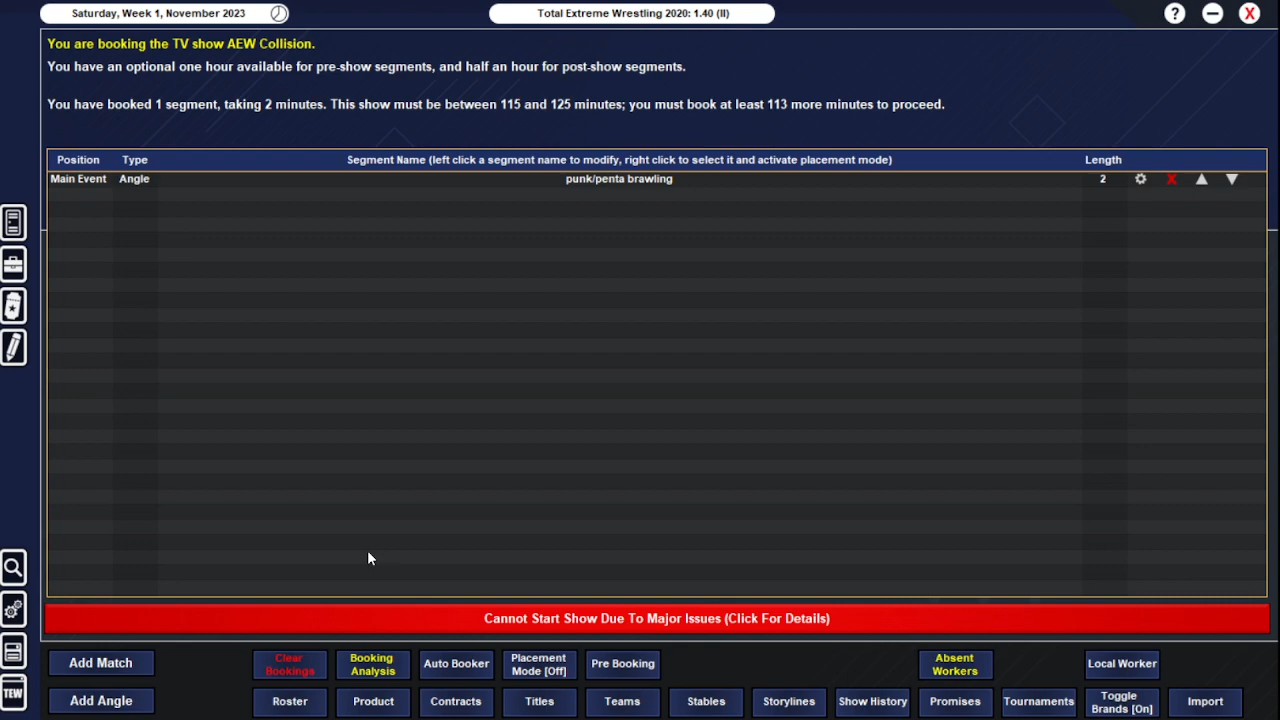 Saturday, Week 1, November 2023
Total Extreme Wrestling 2020: 1.40 (II)
? X
You are booking the TV show AEW Collision.
You have an optional one hour available for pre-show segments, and half an hour for post-show segments.
You have booked 1 segment, taking 2 minutes. This show must be between 115 and 125 minutes; you must book at least 113 more minutes to proceed.
Position Type Segment Name (left click a segment name to modify, right click to select it and activate placement mode) Length
Main Event Angle punk/penta brawling 2 X
Cannot Start Show Due To Major Issues (Click For Details)
Add Match
Clear Bookings
Booking Analysis
Auto Booker
Placement Mode [Off]
Pre Booking
Absent Workers
Local Worker
TEW
Add Angle
Roster
Product
Contracts
Titles
Teams
Stables
Storylines
Show History
Promises
Tournaments
Toggle Brands [On]
Import